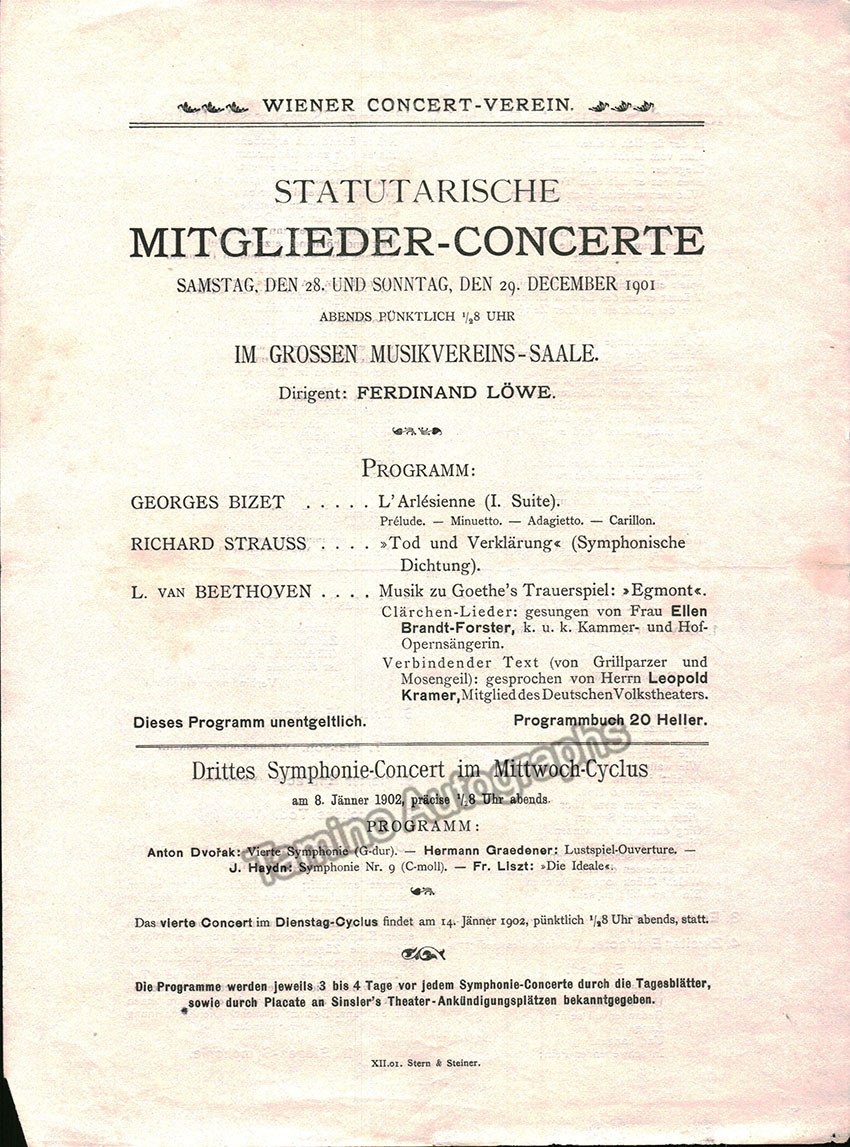 WIENER CONCERT-VEREIN.
STATUTARISCHE
MITGLIEDER-CONCERTE
SAMSTAG, DEN 28. UND SONNTAG, DEN 29. DECEMBER 1901
ABENDS PÜNKTLICH ½8 UHR
IM GROSSEN MUSIKVEREINS-SAALE.
Dirigent: FERDINAND LÖWE.
PROGRAMM:
GEORGES BIZET . . . . . L'Arlésienne (I. Suite).
Prélude. — Minuetto. — Adagietto. — Carillon.
RICHARD STRAUSS . . . . »Tod und Verklärung« (Symphonische
Dichtung).
L. VAN BEETHOVEN . . . . Musik zu Goethe's Trauerspiel: »Egmont«.
Clärchen-Lieder: gesungen von Frau Ellen
Brandt-Forster, k. u. k. Kammer- und Hof-
Opernsängerin.
Verbindender Text (von Grillparzer und
Mosengeil): gesprochen von Herrn Leopold
Kramer, Mitglied des Deutschen Volkstheaters.
Dieses Programm unentgeltlich. Programmbuch 20 Heller.
Drittes Symphonie-Concert im Mittwoch-Cyclus
am 8. Jänner 1902, präcise ½8 Uhr abends.
PROGRAMM:
Anton Dvořak: Vierte Symphonie (G-dur). — Hermann Graedener: Lustspiel-Ouverture. —
J. Haydn: Symphonie Nr. 9 (C-moll). — Fr. Liszt: »Die Ideale«.
Das vierte Concert im Dienstag-Cyclus findet am 14. Jänner 1902, pünktlich ½8 Uhr abends, statt.
Die Programme werden jeweils 3 bis 4 Tage vor jedem Symphonie-Concerte durch die Tagesblätter,
sowie durch Placate an Sinsler's Theater-Ankündigungsplätzen bekanntgegeben.
XII.01. Stern & Steiner.
Tamino Autographs